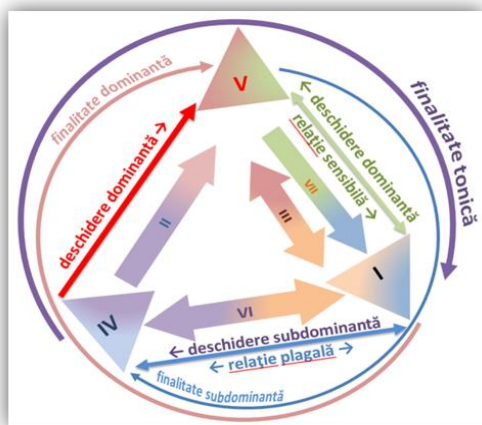 finalitate dominantă
V
finalitate tonică
deschidere dominantă →
← deschidere dominantă
relație sensibilă →
II
III
VII
I
IV
VI
← deschidere subdominantă
← relație plagală →
finalitate subdominantă